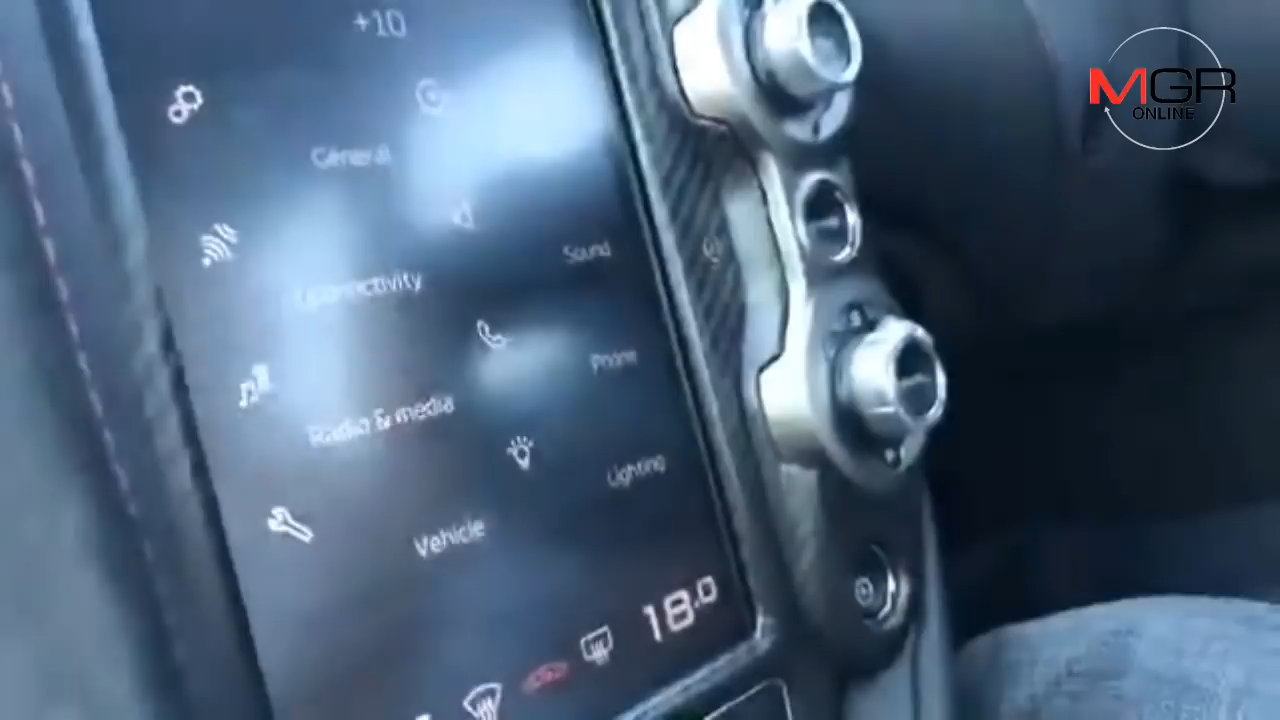 +10
General
Sound
Connectivity
Phone
Radio & media
Lighting
Vehicle
18.0
MGR
ONLINE